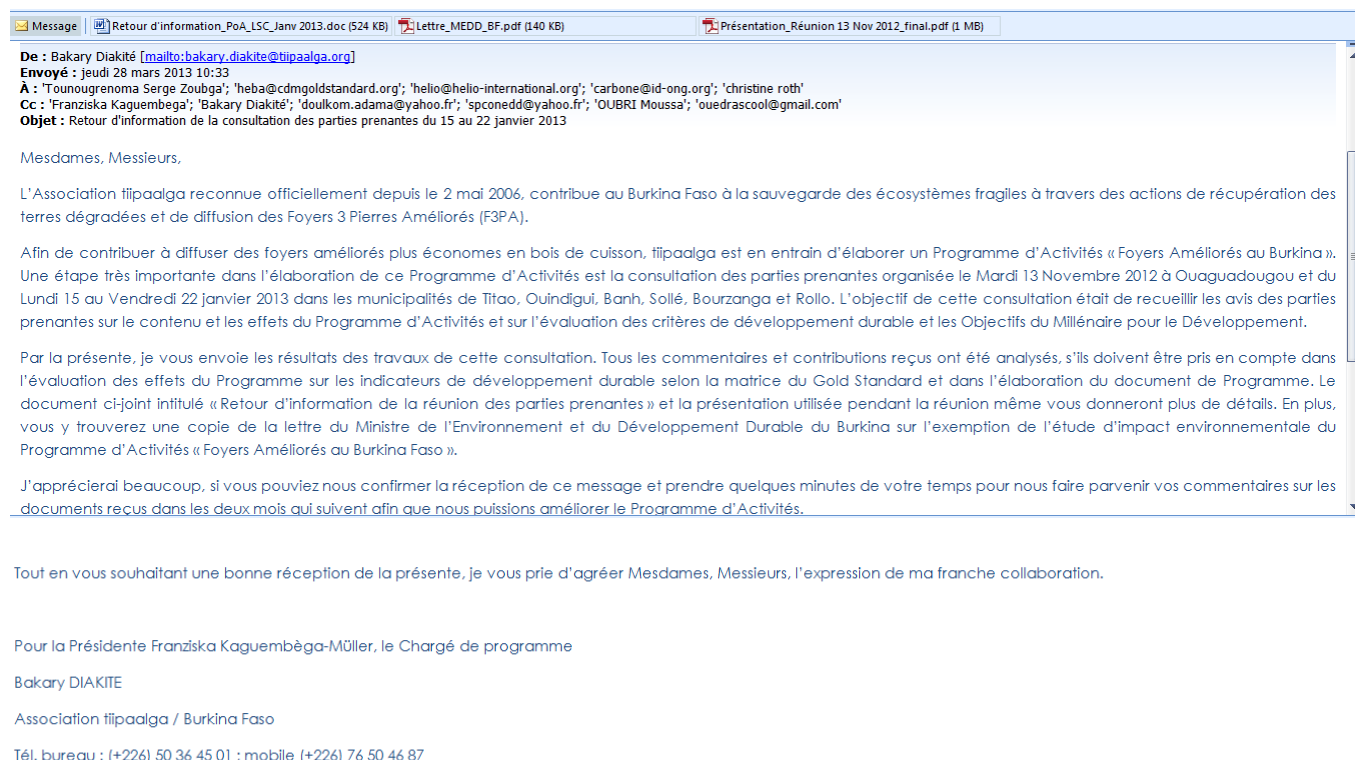 Message Retour d'information_PoA_LSC_Janv 2013.doc (524 KB) Lettre_MEDD_BF.pdf (140 KB) Présentation_Réunion 13 Nov 2012_final.pdf (1 MB)
De : Bakary Diakité [mailto:bakary.diakite@tiipaalga.org]
Envoyé : jeudi 28 mars 2013 10:33
À : 'Tounougrenoma Serge Zoubga'; 'heba@cdmgoldstandard.org'; 'helio@helio-international.org'; 'carbone@id-ong.org'; 'christine roth'
Cc : 'Franziska Kaguembega'; 'Bakary Diakité'; 'doulkom.adama@yahoo.fr'; 'spconedd@yahoo.fr'; 'OUBRI Moussa'; 'ouedrascool@gmail.com'
Objet : Retour d'information de la consultation des parties prenantes du 15 au 22 janvier 2013
Mesdames, Messieurs,
L'Association tiipaalga reconnue officiellement depuis le 2 mai 2006, contribue au Burkina Faso à la sauvegarde des écosystèmes fragiles à travers des actions de récupération des
terres dégradées et de diffusion des Foyers 3 Pierres Améliorés (F3PA).
Afin de contribuer à diffuser des foyers améliorés plus économes en bois de cuisson, tiipaalga est en entrain d'élaborer un Programme d'Activités « Foyers Améliorés au Burkina ».
Une étape très importante dans l'élaboration de ce Programme d'Activités est la consultation des parties prenantes organisée le Mardi 13 Novembre 2012 à Ouaguadougou et du
Lundi 15 au Vendredi 22 janvier 2013 dans les municipalités de Titao, Ouindigui, Banh, Sollé, Bourzanga et Rollo. L'objectif de cette consultation était de recueillir les avis des parties
prenantes sur le contenu et les effets du Programme d'Activités et sur l'évaluation des critères de développement durable et les Objectifs du Millénaire pour le Développement.
Par la présente, je vous envoie les résultats des travaux de cette consultation. Tous les commentaires et contributions reçus ont été analysés, s'ils doivent être pris en compte dans
l'évaluation des effets du Programme sur les indicateurs de développement durable selon la matrice du Gold Standard et dans l'élaboration du document de Programme. Le
document ci-joint intitulé « Retour d'information de la réunion des parties prenantes » et la présentation utilisée pendant la réunion même vous donneront plus de détails. En plus,
vous y trouverez une copie de la lettre du Ministre de l'Environnement et du Développement Durable du Burkina sur l'exemption de l'étude d'impact environnementale du
Programme d'Activités « Foyers Améliorés au Burkina Faso ».
J'apprécierai beaucoup, si vous pouviez nous confirmer la réception de ce message et prendre quelques minutes de votre temps pour nous faire parvenir vos commentaires sur les
documents reçus dans les deux mois qui suivent afin que nous puissions améliorer le Programme d'Activités.
Tout en vous souhaitant une bonne réception de la présente, je vous prie d'agréer Mesdames, Messieurs, l'expression de ma franche collaboration.
Pour la Présidente Franziska Kaguembèga-Müller, le Chargé de programme
Bakary DIAKITE
Association tiipaalga / Burkina Faso
Tél. bureau : (+226) 50 36 45 01 ; mobile (+226) 76 50 46 87